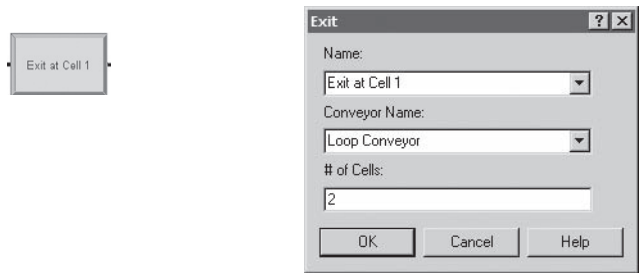 Exit at Cell 1
Exit
Name:
Exit at Cell 1
Conveyor Name:
Loop Conveyor
# of Cells:
2
OK Cancel Help